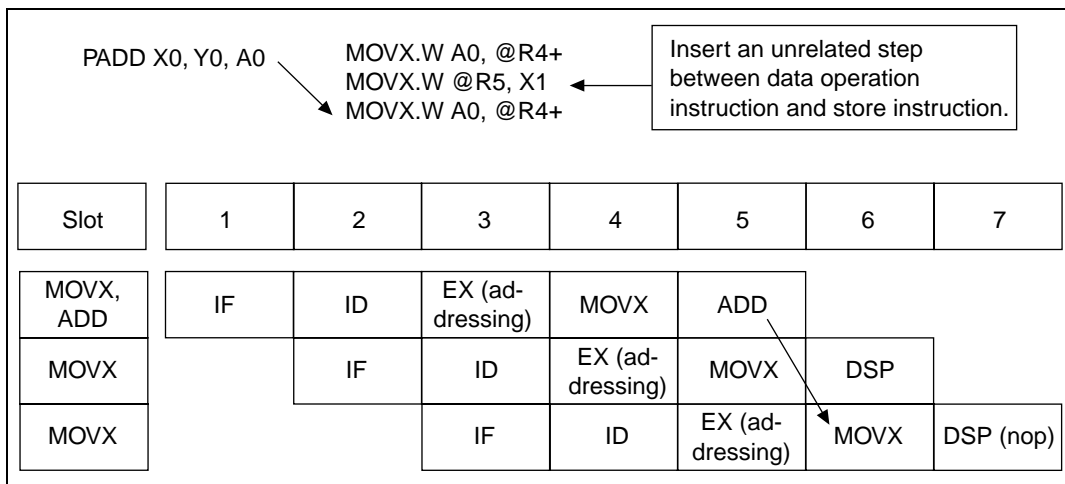 PADD X0, Y0, A0
MOVX.W A0, @R4+
MOVX.W @R5, X1
MOVX.W A0, @R4+
Insert an unrelated step
between data operation
instruction and store instruction.
Slot 1 2 3 4 5 6 7
MOVX,
ADD
IF
ID
EX (ad-
dressing)
MOVX
ADD
MOVX
IF
ID
EX (ad-
dressing)
MOVX
DSP
MOVX
IF
ID
EX (ad-
dressing)
MOVX
DSP (nop)